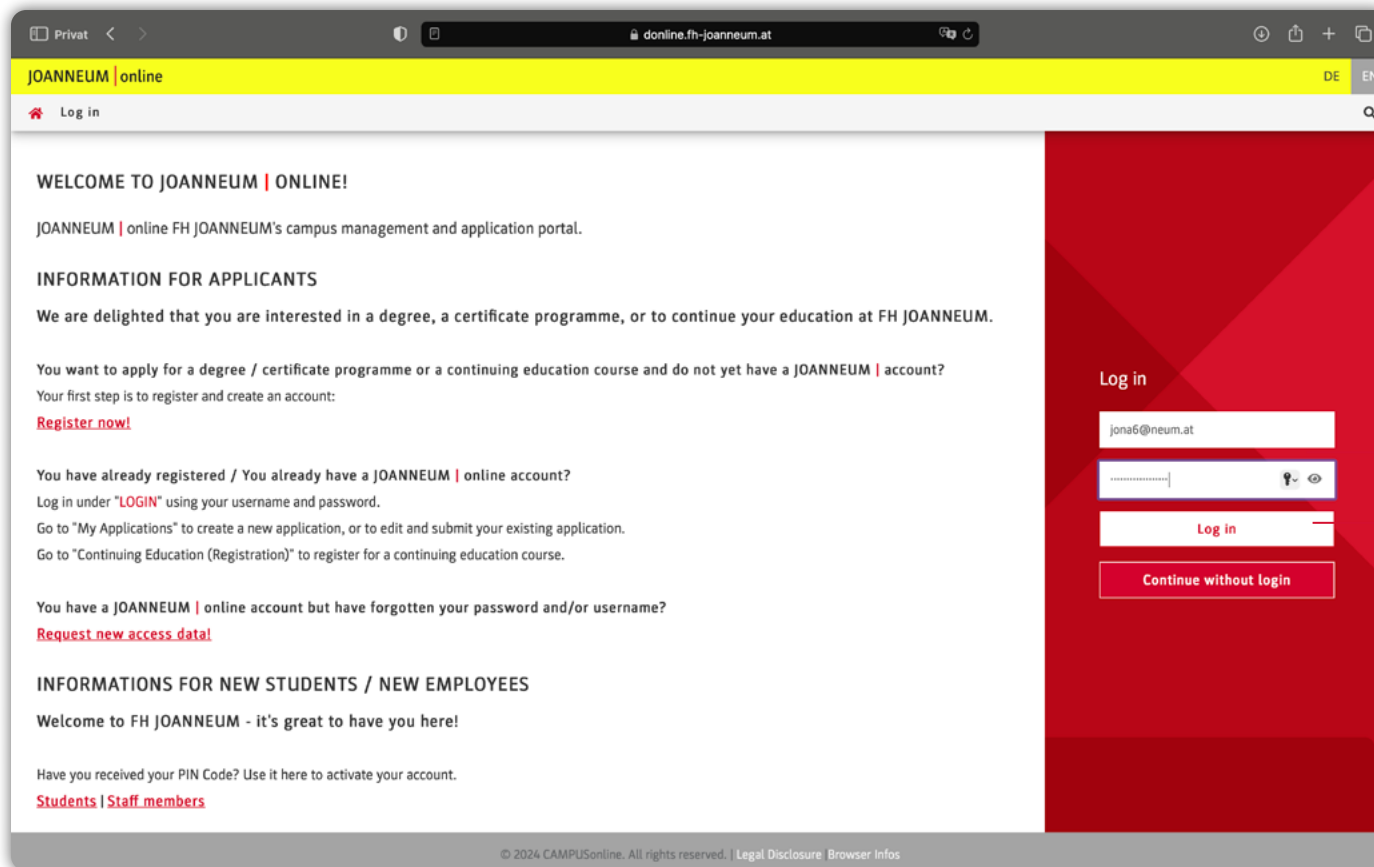 Privat
donline.fh-joanneum.at
JOANNEUM | online
DE EN
Log in
WELCOME TO JOANNEUM | ONLINE!
JOANNEUM | online FH JOANNEUM's campus management and application portal.
INFORMATION FOR APPLICANTS
We are delighted that you are interested in a degree, a certificate programme, or to continue your education at FH JOANNEUM.
You want to apply for a degree / certificate programme or a continuing education course and do not yet have a JOANNEUM | account?
Your first step is to register and create an account:
Register now!
You have already registered / You already have a JOANNEUM | online account?
Log in under "LOGIN" using your username and password.
Go to "My Applications" to create a new application, or to edit and submit your existing application.
Go to "Continuing Education (Registration)" to register for a continuing education course.
You have a JOANNEUM | online account but have forgotten your password and/or username?
Request new access data!
INFORMATIONS FOR NEW STUDENTS / NEW EMPLOYEES
Welcome to FH JOANNEUM - it's great to have you here!
Have you received your PIN Code? Use it here to activate your account.
Students | Staff members
Log in
jona6@neum.at
Log in
Continue without login
© 2024 CAMPUSonline. All rights reserved. | Legal Disclosure Browser Infos